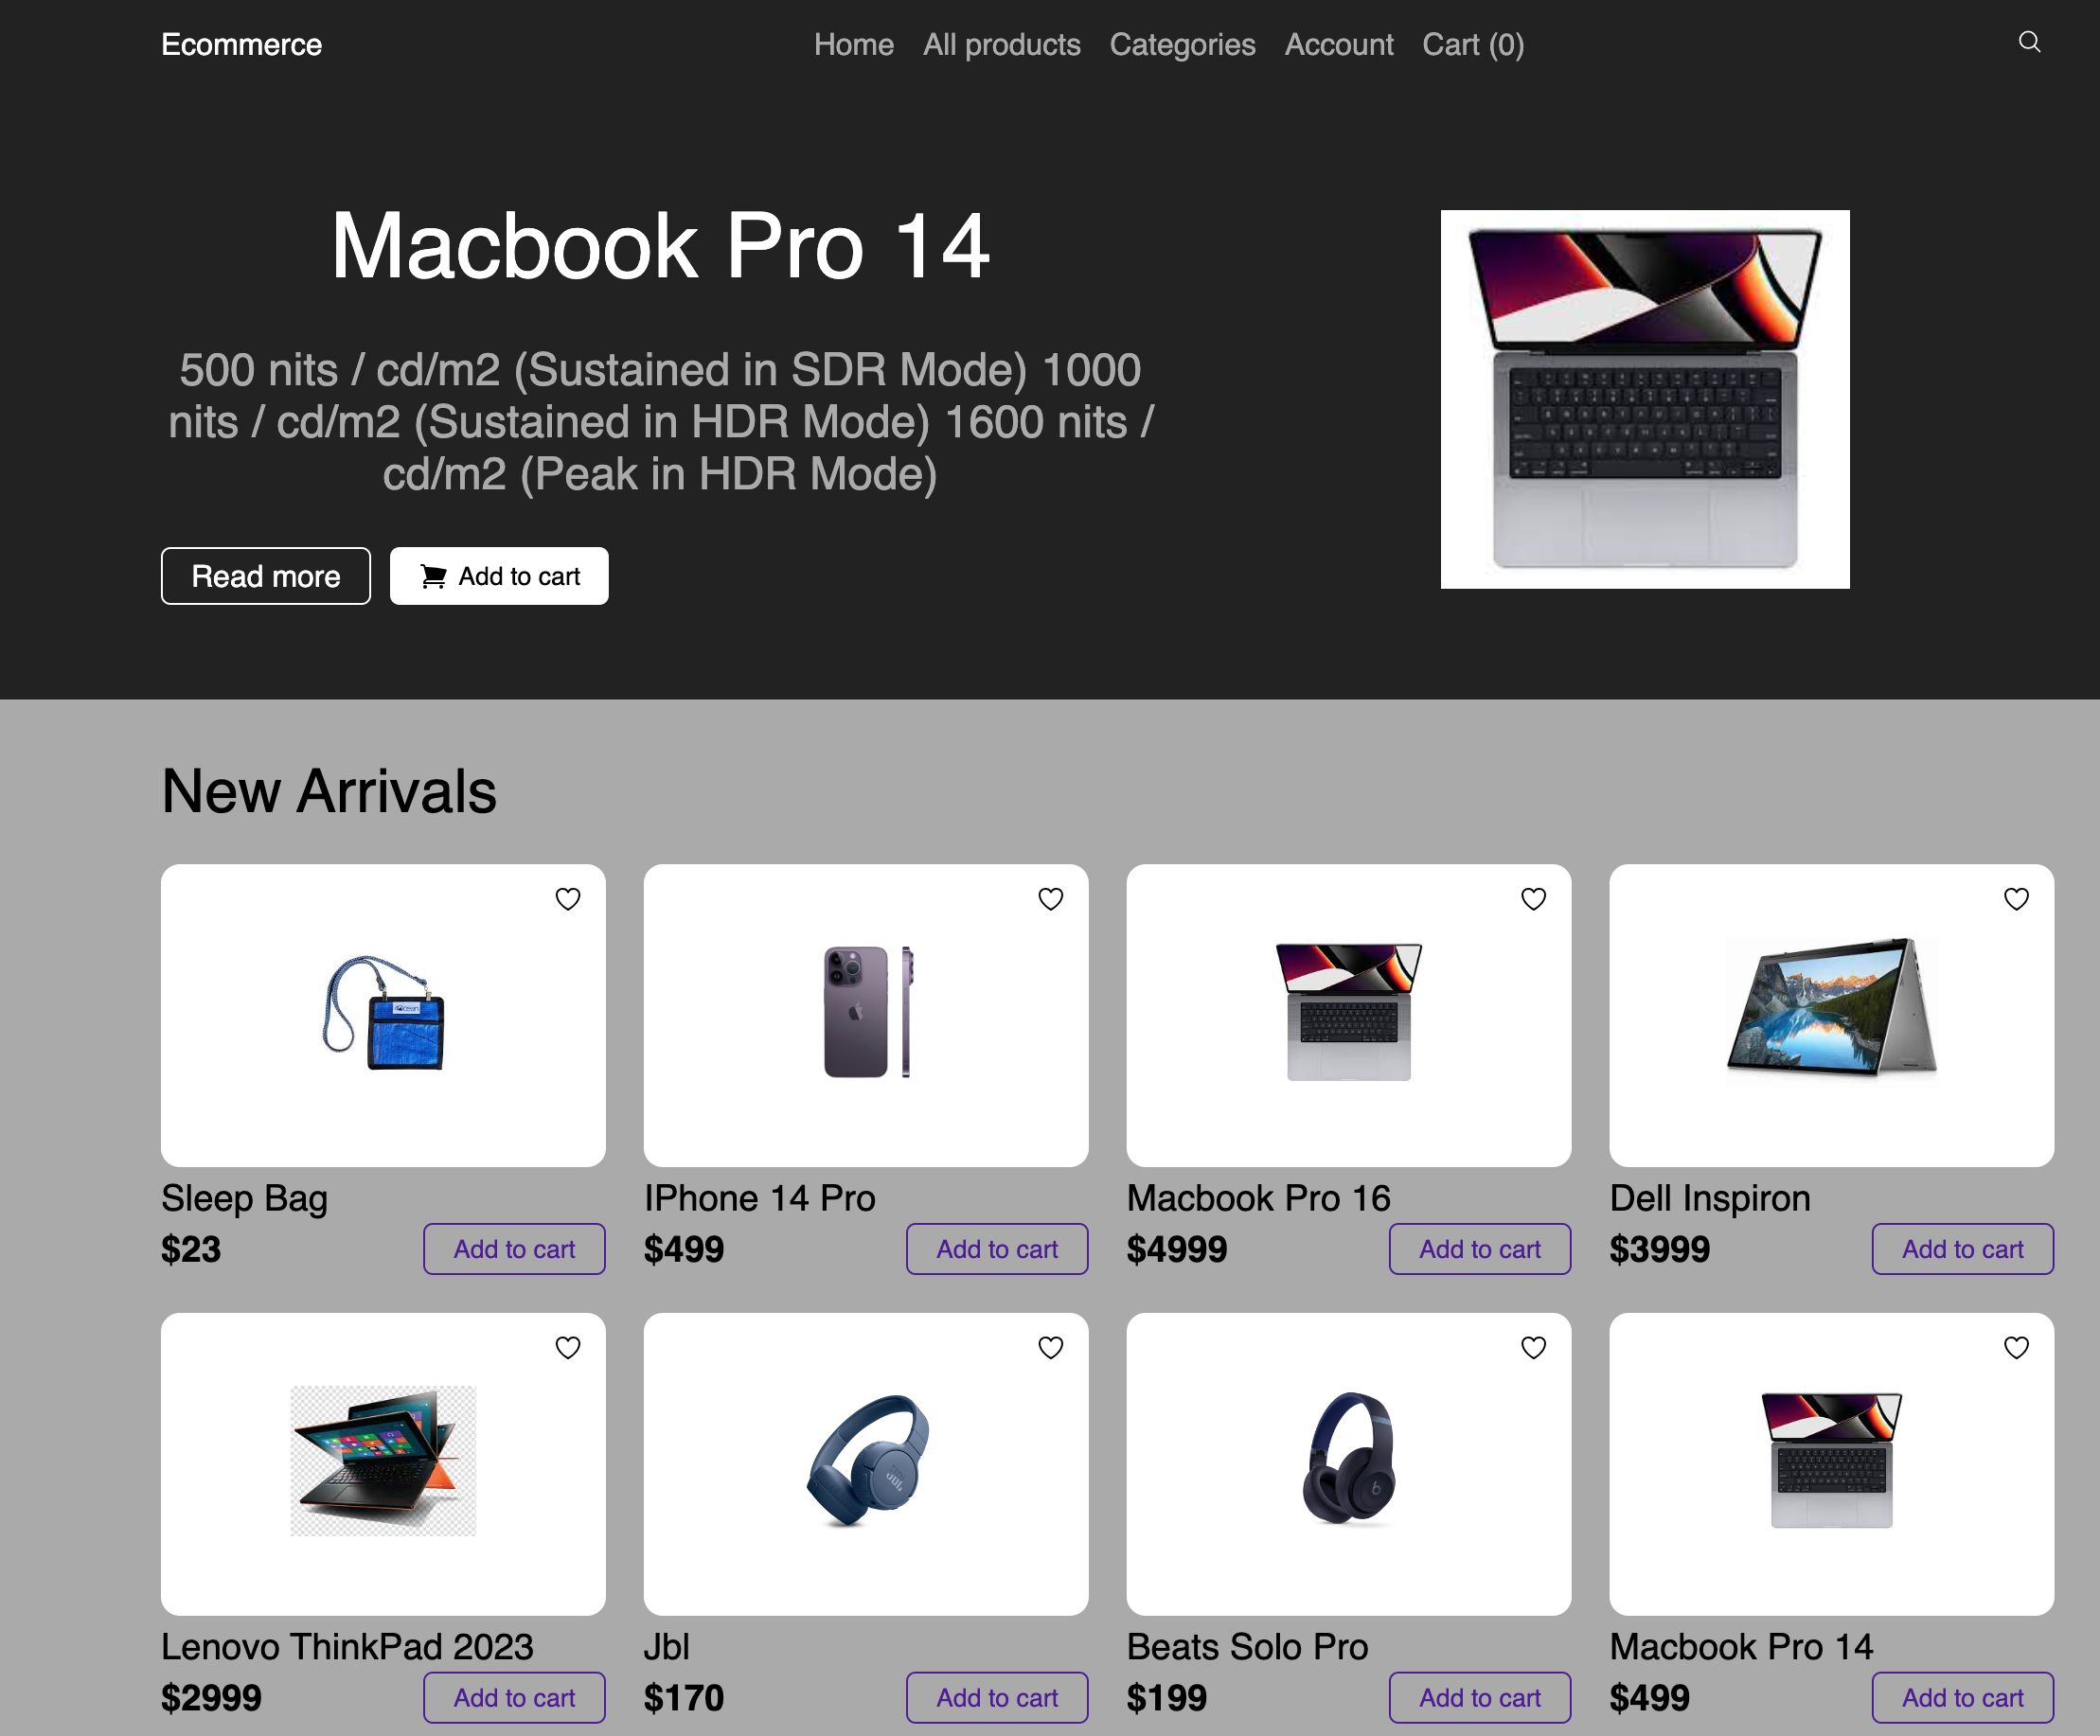 Ecommerce
Home All products Categories Account Cart (0)
Macbook Pro 14
500 nits / cd/m2 (Sustained in SDR Mode) 1000
nits / cd/m2 (Sustained in HDR Mode) 1600 nits /
cd/m2 (Peak in HDR Mode)
Read more
Add to cart
New Arrivals
Sleep Bag
$23
Add to cart
IPhone 14 Pro
$499
Add to cart
Macbook Pro 16
$4999
Add to cart
Dell Inspiron
$3999
Add to cart
JBL
Lenovo ThinkPad 2023
$2999
Add to cart
Jbl
$170
Add to cart
Beats Solo Pro
$199
Add to cart
Macbook Pro 14
$499
Add to cart